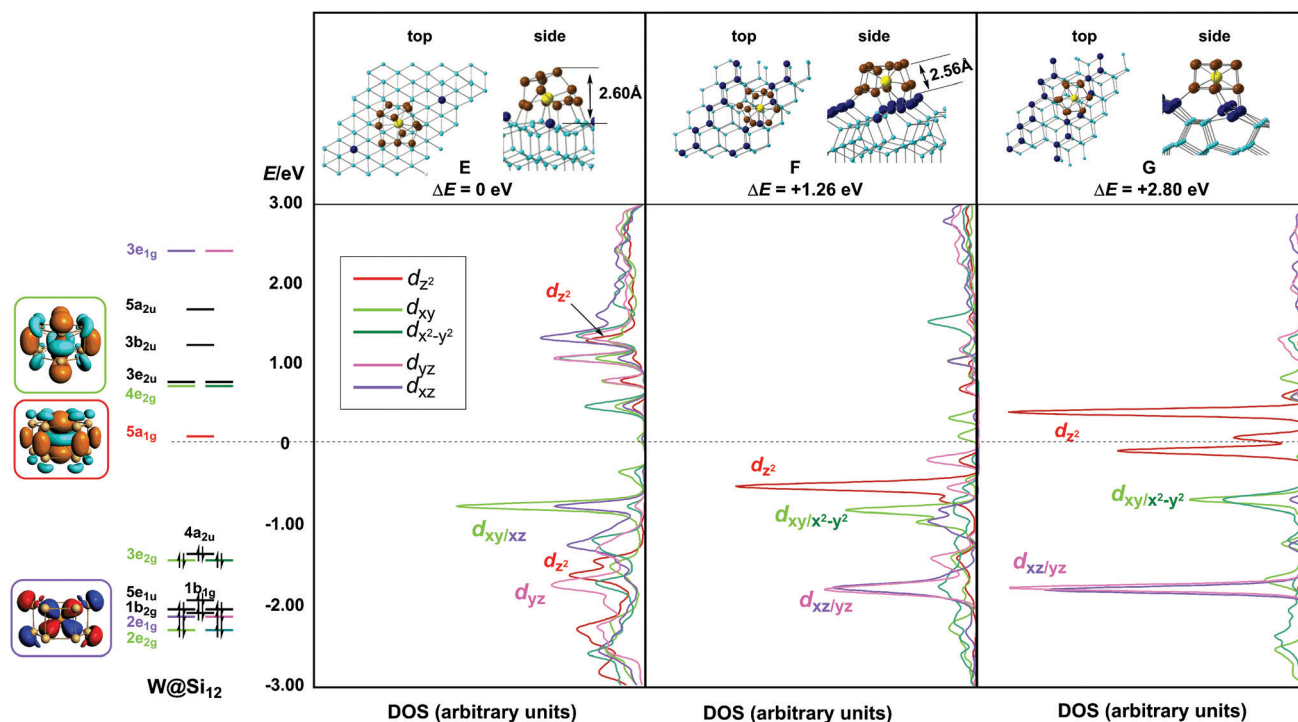 top side top side top side
2.60Å
2.56Å
E F G
ΔE = 0 eV ΔE = +1.26 eV ΔE = +2.80 eV
E/eV
3.00
2.00
1.00
0
-1.00
-2.00
-3.00
3e1g
5a2u
3b2u
3e2u
4e2g
5a1g
4a2u
3e2g
5e1u 1b1g
1b2g
2e1g
2e2g
W@Si12
dz²
dxy
dx²-y²
dyz
dxz
dz²
dxy/xz
dz²
dyz
dz²
dxy/x²-y²
dxz/yz
dz²
dxy/x²-y²
dxz/yz
DOS (arbitrary units) DOS (arbitrary units) DOS (arbitrary units)